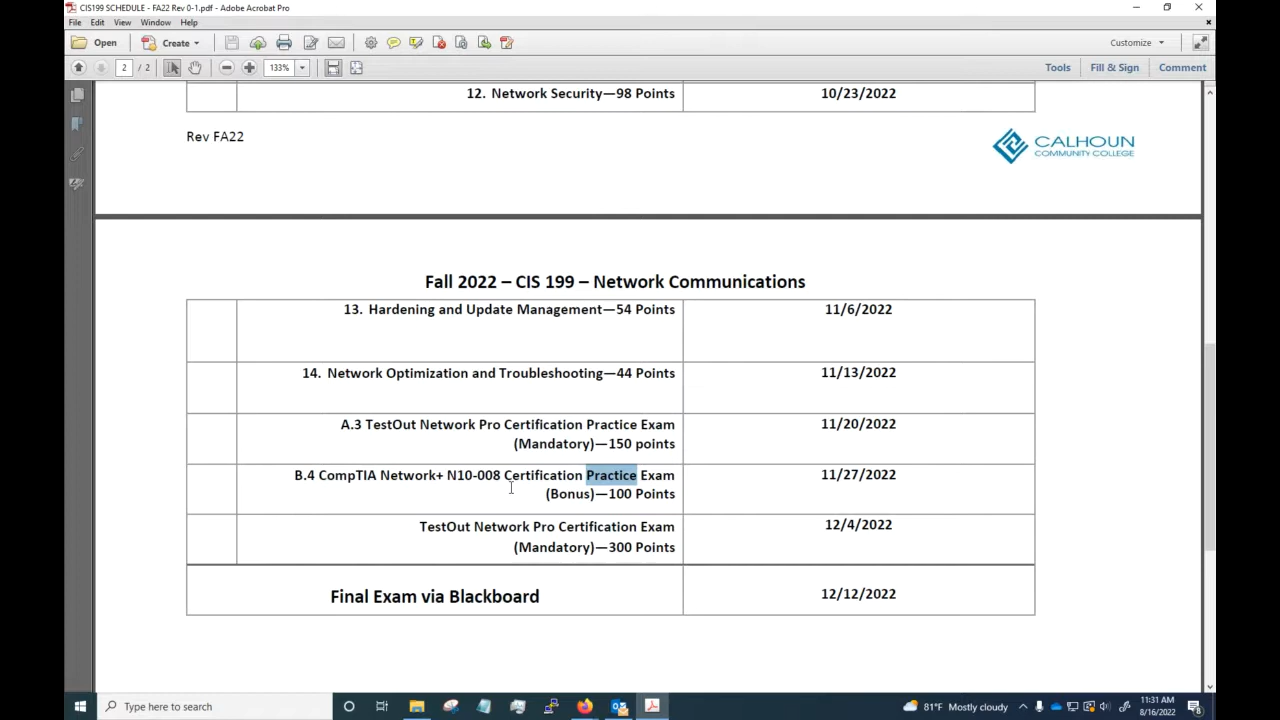 CIS199 SCHEDULE - FA22 Rev 0-1.pdf - Adobe Acrobat Pro
File Edit View Window Help
Open Create Customize
2 / 2 133% Tools Fill & Sign Comment
12. Network Security—98 Points 10/23/2022
Rev FA22
CALHOUN
COMMUNITY COLLEGE
Fall 2022 – CIS 199 – Network Communications
13. Hardening and Update Management—54 Points 11/6/2022
14. Network Optimization and Troubleshooting—44 Points 11/13/2022
A.3 TestOut Network Pro Certification Practice Exam 11/20/2022
(Mandatory)—150 points
B.4 CompTIA Network+ N10-008 Certification Practice Exam 11/27/2022
(Bonus)—100 Points
TestOut Network Pro Certification Exam 12/4/2022
(Mandatory)—300 Points
Final Exam via Blackboard 12/12/2022
Type here to search 81°F Mostly cloudy 11:31 AM
8/16/2022